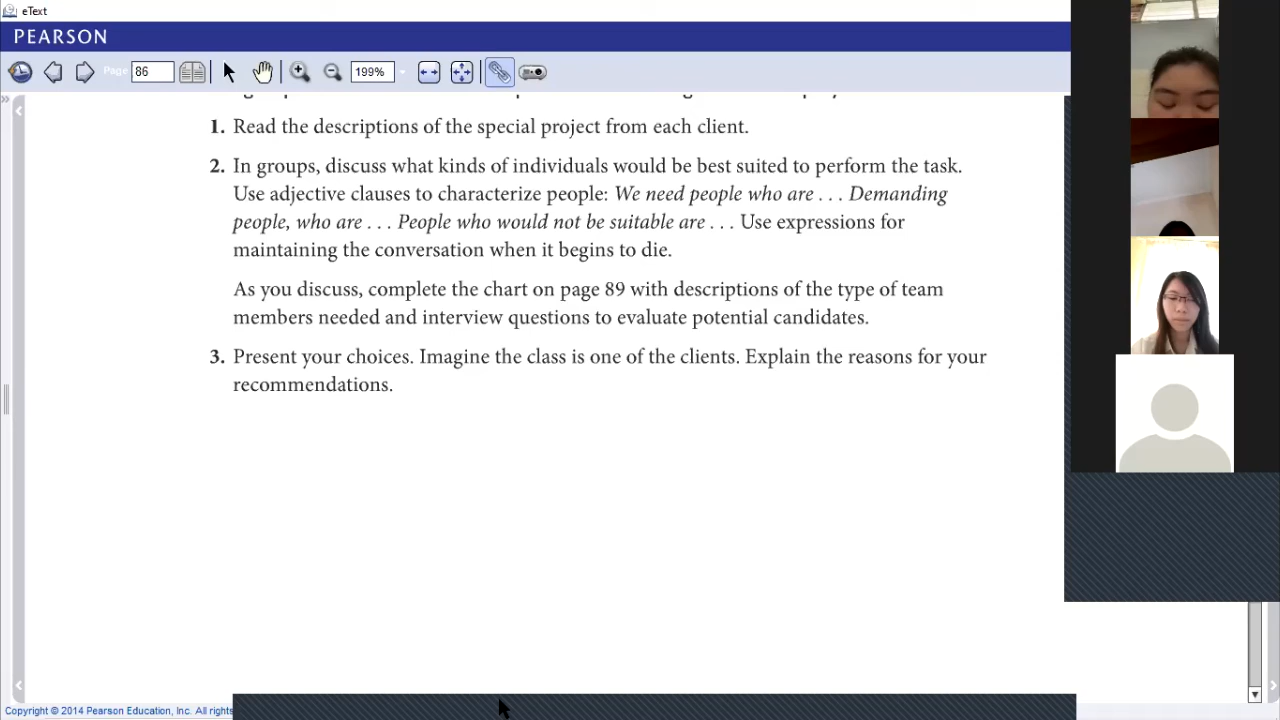 eText
PEARSON
Page 86
199%
1. Read the descriptions of the special project from each client.
2. In groups, discuss what kinds of individuals would be best suited to perform the task.
Use adjective clauses to characterize people: We need people who are . . . Demanding
people, who are . . . People who would not be suitable are . . . Use expressions for
maintaining the conversation when it begins to die.
As you discuss, complete the chart on page 89 with descriptions of the type of team
members needed and interview questions to evaluate potential candidates.
3. Present your choices. Imagine the class is one of the clients. Explain the reasons for your
recommendations.
Copyright © 2014 Pearson Education, Inc. All rights